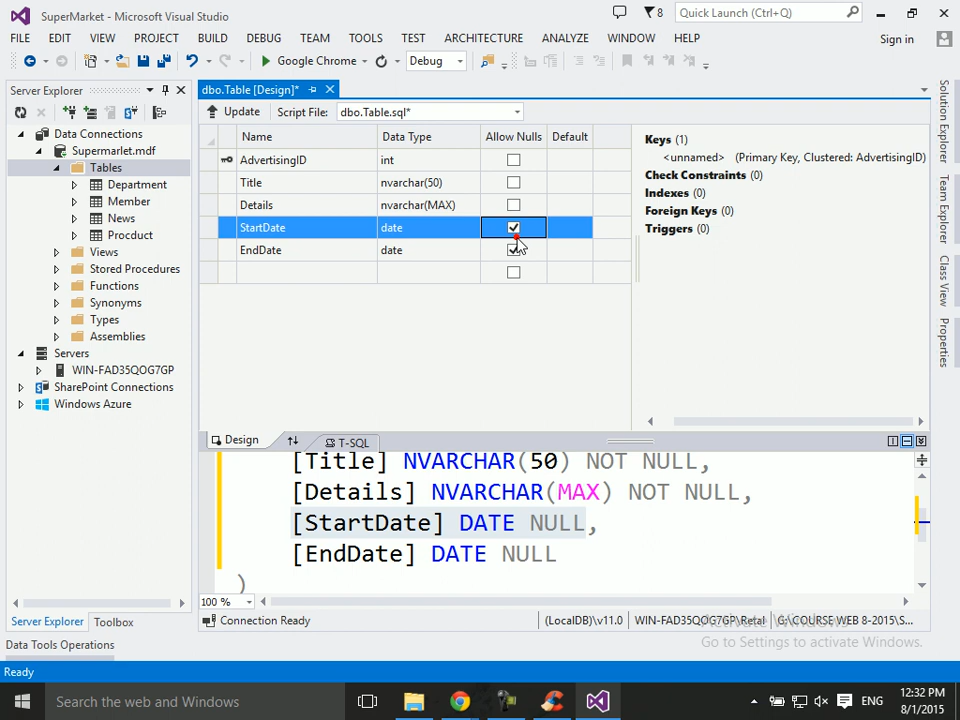 SuperMarket - Microsoft Visual Studio
8
Quick Launch (Ctrl+Q)
FILE EDIT VIEW PROJECT BUILD DEBUG TEAM TOOLS TEST ARCHITECTURE ANALYZE WINDOW HELP
Sign in
Google Chrome
Debug
Server Explorer
Data Connections
Supermarlet.mdf
Tables
Department
Member
News
Procduct
Views
Stored Procedures
Functions
Synonyms
Types
Assemblies
Servers
WIN-FAD35QOG7GP
SharePoint Connections
Windows Azure
Server Explorer Toolbox
Data Tools Operations
dbo.Table [Design]*
Update Script File: dbo.Table.sql*
Name Data Type Allow Nulls Default
AdvertisingID int
Title nvarchar(50)
Details nvarchar(MAX)
StartDate date
EndDate date
Keys (1)
<unnamed> (Primary Key, Clustered: AdvertisingID)
Check Constraints (0)
Indexes (0)
Foreign Keys (0)
Triggers (0)
Design T-SQL
[Title] NVARCHAR(50) NOT NULL,
[Details] NVARCHAR(MAX) NOT NULL,
[StartDate] DATE NULL,
[EndDate] DATE NULL
)
100 %
Connection Ready (LocalDB)\v11.0 WIN-FAD35QOG7GP\Retal G:\COURSE WEB 8-2015\S...
Activate Windows
Go to Settings to activate Windows.
Solution Explorer
Team Explorer
Class View
Properties
Ready
Search the web and Windows
ENG
12:32 PM
8/1/2015